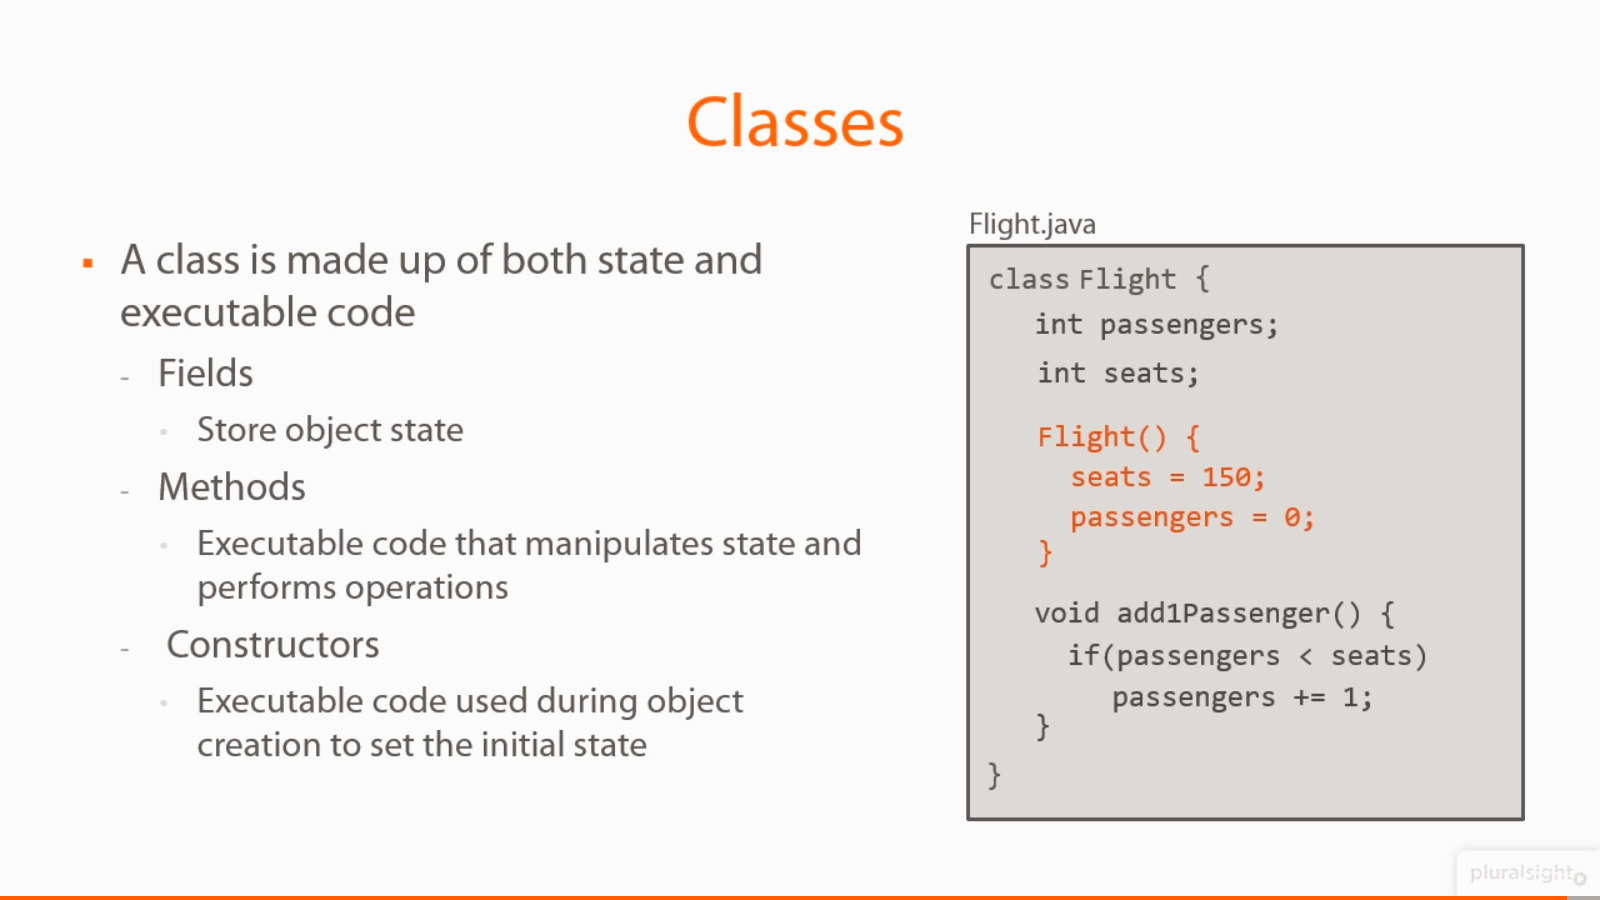 Classes
▪ A class is made up of both state and
executable code
- Fields
• Store object state
- Methods
• Executable code that manipulates state and
performs operations
- Constructors
• Executable code used during object
creation to set the initial state
Flight.java
class Flight {
int passengers;
int seats;
Flight() {
seats = 150;
passengers = 0;
}
void add1Passenger() {
if(passengers < seats)
passengers += 1;
}
}
pluralsight